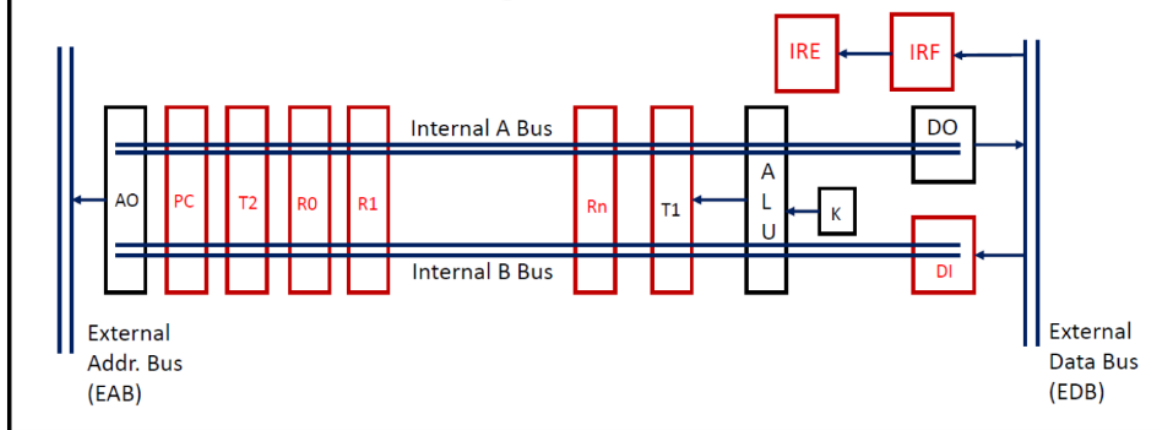 IRE
IRF
Internal A Bus
DO
AO
PC
T2
R0
R1
Rn
T1
A
L
U
K
Internal B Bus
DI
External
Addr. Bus
(EAB)
External
Data Bus
(EDB)